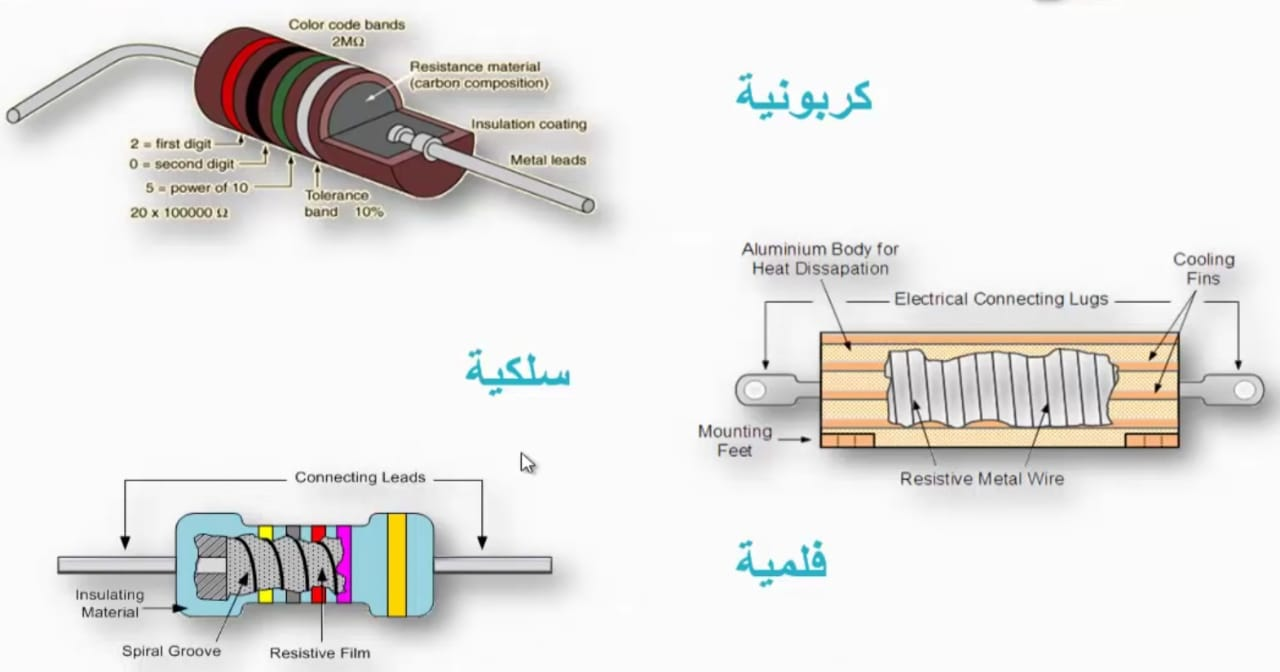 Color code bands
2MΩ
Resistance material
(carbon composition)
Insulation coating
Metal leads
2 = first digit
0 = second digit
5 = power of 10
20 x 100000 Ω
Tolerance
band 10%
كربونية
Aluminium Body for
Heat Dissapation
Cooling
Fins
Electrical Connecting Lugs
Mounting
Feet
Resistive Metal Wire
سلكية
Connecting Leads
Insulating
Material
Spiral Groove
Resistive Film
فلمية